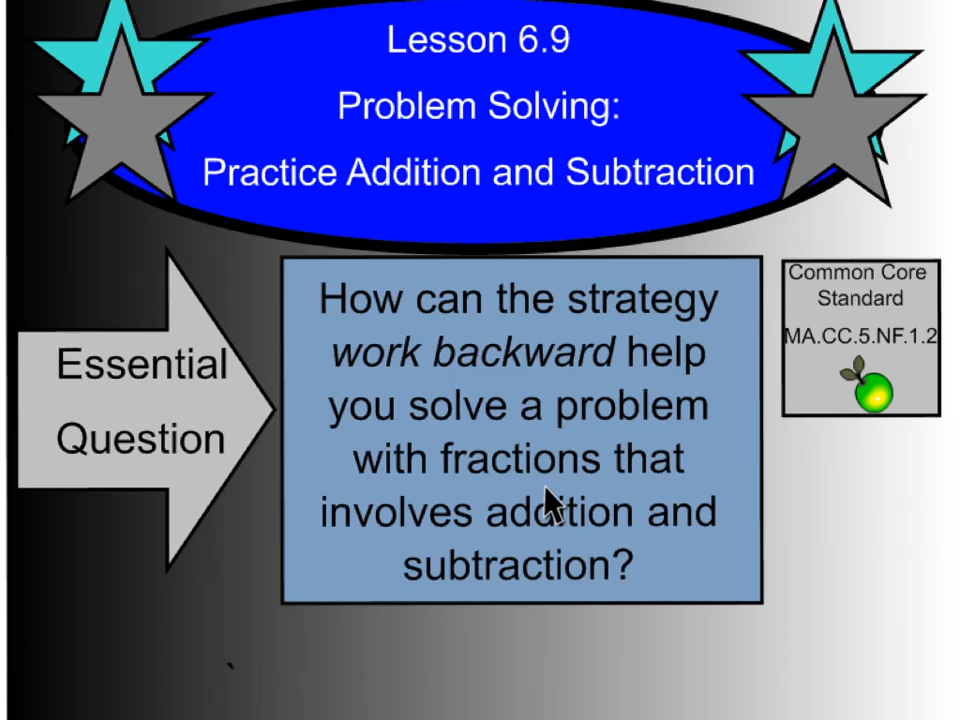 Lesson 6.9
Problem Solving:
Practice Addition and Subtraction
Essential
Question
How can the strategy
work backward help
you solve a problem
with fractions that
involves addition and
subtraction?
Common Core
Standard
MA.CC.5.NF.1.2